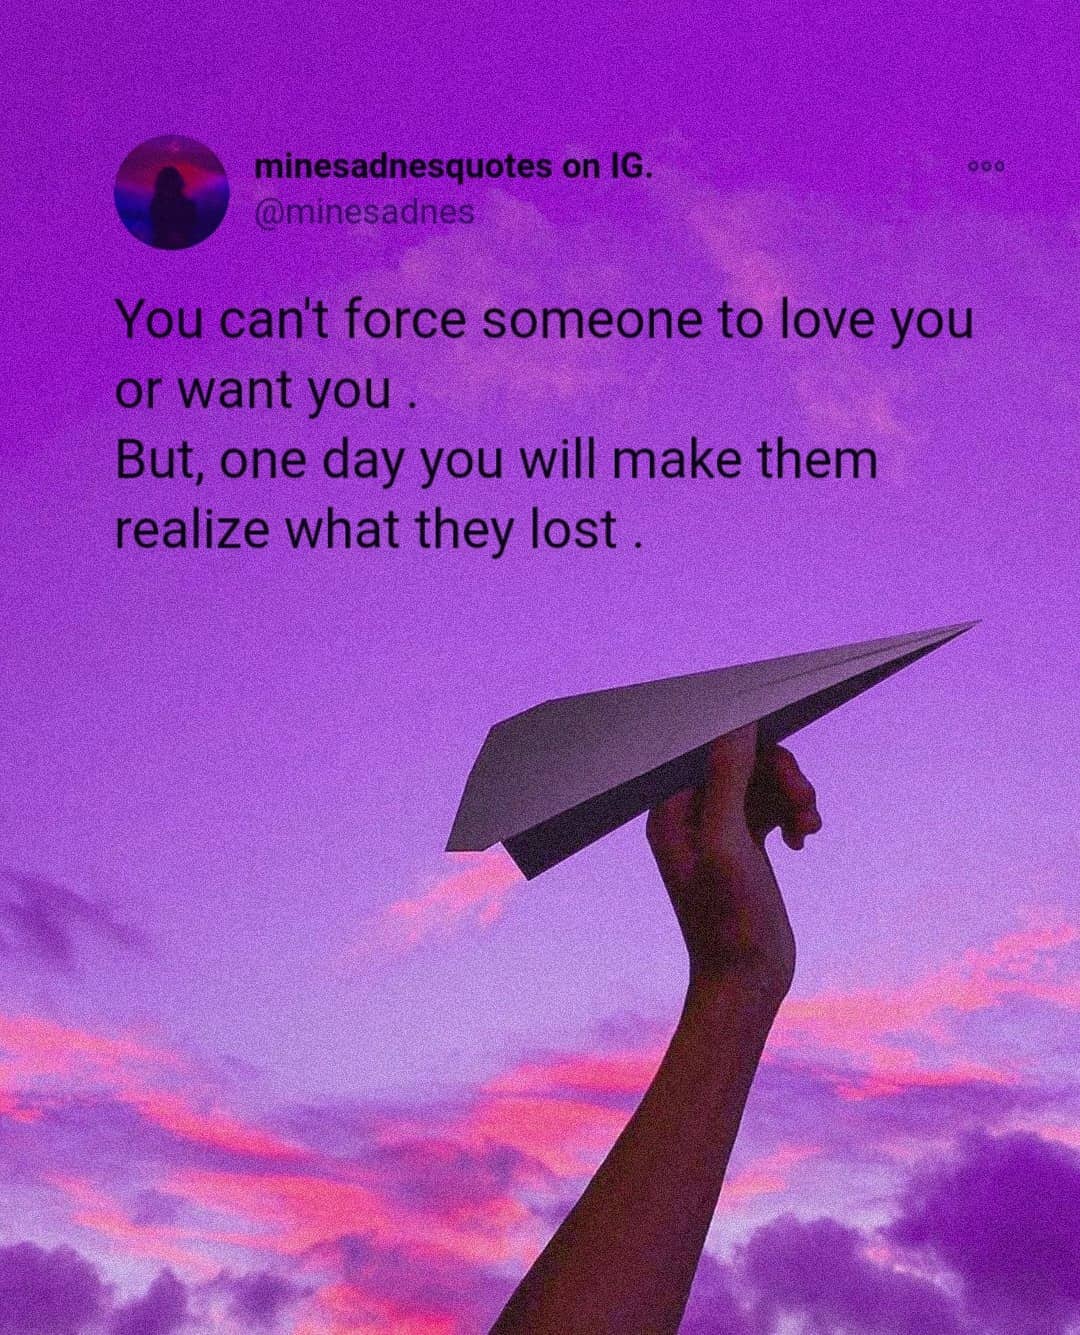 minesadnesquotes on IG.
@minesadnes
You can't force someone to love you
or want you .
But, one day you will make them
realize what they lost .